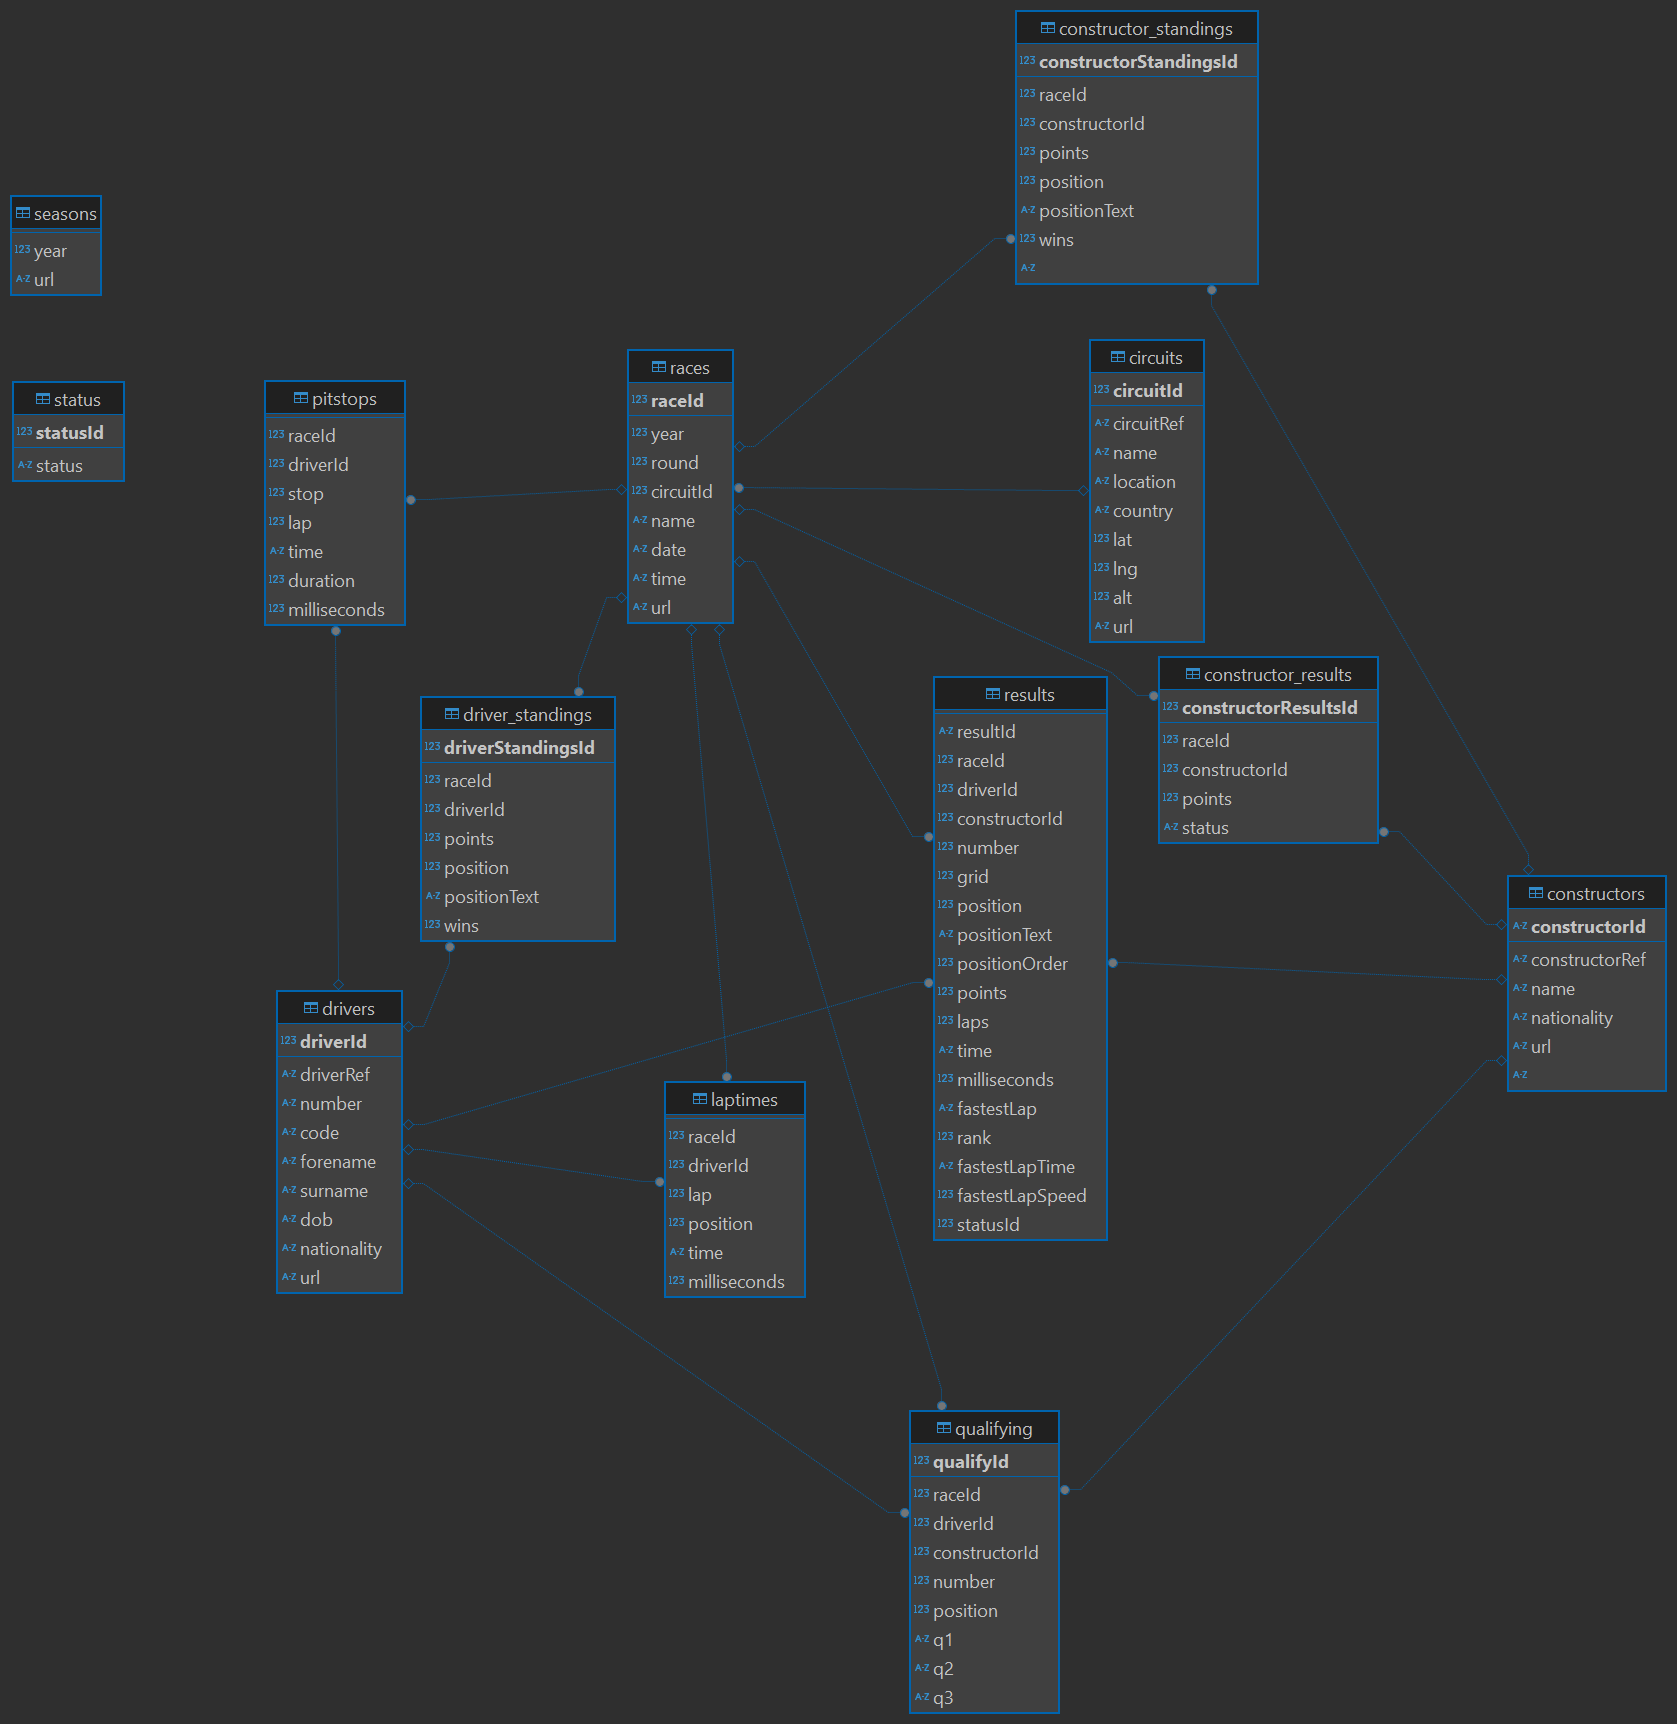 constructor_standings
123 constructorStandingsId
123 raceId
123 constructorId
123 points
123 position
A-Z positionText
123 wins
A-Z
seasons
123 year
A-Z url
status
123 statusId
A-Z status
pitstops
123 raceId
123 driverId
123 stop
123 lap
A-Z time
123 duration
123 milliseconds
races
123 raceId
123 year
123 round
123 circuitId
A-Z name
A-Z date
A-Z time
A-Z url
circuits
123 circuitId
A-Z circuitRef
A-Z name
A-Z location
A-Z country
123 lat
123 lng
123 alt
A-Z url
constructor_results
123 constructorResultsId
123 raceId
123 constructorId
123 points
A-Z status
driver_standings
123 driverStandingsId
123 raceId
123 driverId
123 points
123 position
A-Z positionText
123 wins
results
A-Z resultId
123 raceId
123 driverId
123 constructorId
123 number
123 grid
123 position
A-Z positionText
123 positionOrder
123 points
123 laps
A-Z time
123 milliseconds
A-Z fastestLap
123 rank
A-Z fastestLapTime
123 fastestLapSpeed
123 statusId
constructors
A-Z constructorId
A-Z constructorRef
A-Z name
A-Z nationality
A-Z url
A-Z
drivers
123 driverId
A-Z driverRef
A-Z number
A-Z code
A-Z forename
A-Z surname
A-Z dob
A-Z nationality
A-Z url
laptimes
123 raceId
123 driverId
123 lap
123 position
A-Z time
123 milliseconds
qualifying
123 qualifyId
123 raceId
123 driverId
123 constructorId
123 number
123 position
A-Z q1
A-Z q2
A-Z q3